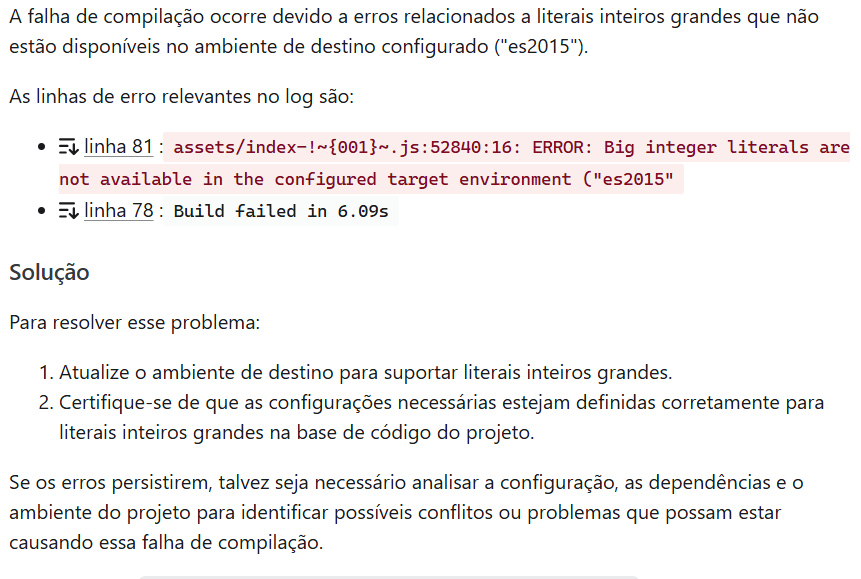 A falha de compilação ocorre devido a erros relacionados a literais inteiros grandes que não
estão disponíveis no ambiente de destino configurado ("es2015").
As linhas de erro relevantes no log são:
• linha 81 : assets/index-!~{001}~.js:52840:16: ERROR: Big integer literals are
not available in the configured target environment ("es2015"
• linha 78 : Build failed in 6.09s
Solução
Para resolver esse problema:
1. Atualize o ambiente de destino para suportar literais inteiros grandes.
2. Certifique-se de que as configurações necessárias estejam definidas corretamente para
literais inteiros grandes na base de código do projeto.
Se os erros persistirem, talvez seja necessário analisar a configuração, as dependências e o
ambiente do projeto para identificar possíveis conflitos ou problemas que possam estar
causando essa falha de compilação.